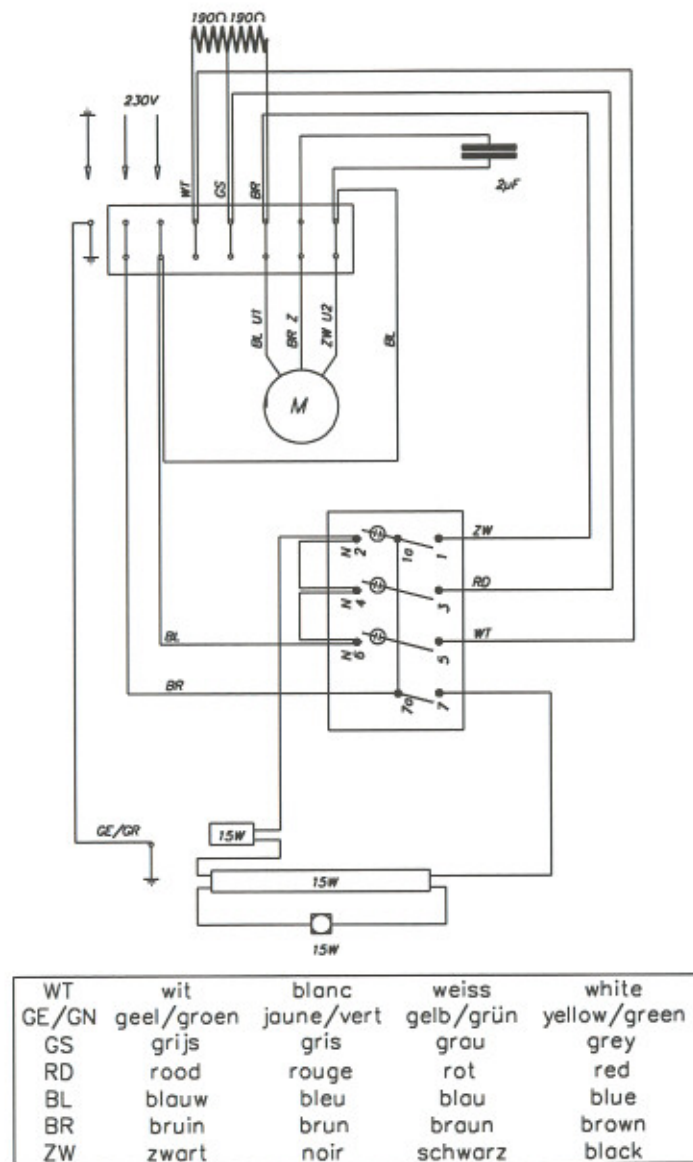 190Ω 190Ω
230V
WT GS BR
2µF
BL U1 BR Z ZW U2 BL
N 2 1a 1 ZW
N 4 3 RD
N 6 5 WT
BL
BR
7a 7
GE/GR
15W
15W
15W
M
WT wit blanc weiss white
GE/GN geel/groen jaune/vert gelb/grün yellow/green
GS grijs gris grau grey
RD rood rouge rot red
BL blauw bleu blau blue
BR bruin brun braun brown
ZW zwart noir schwarz black